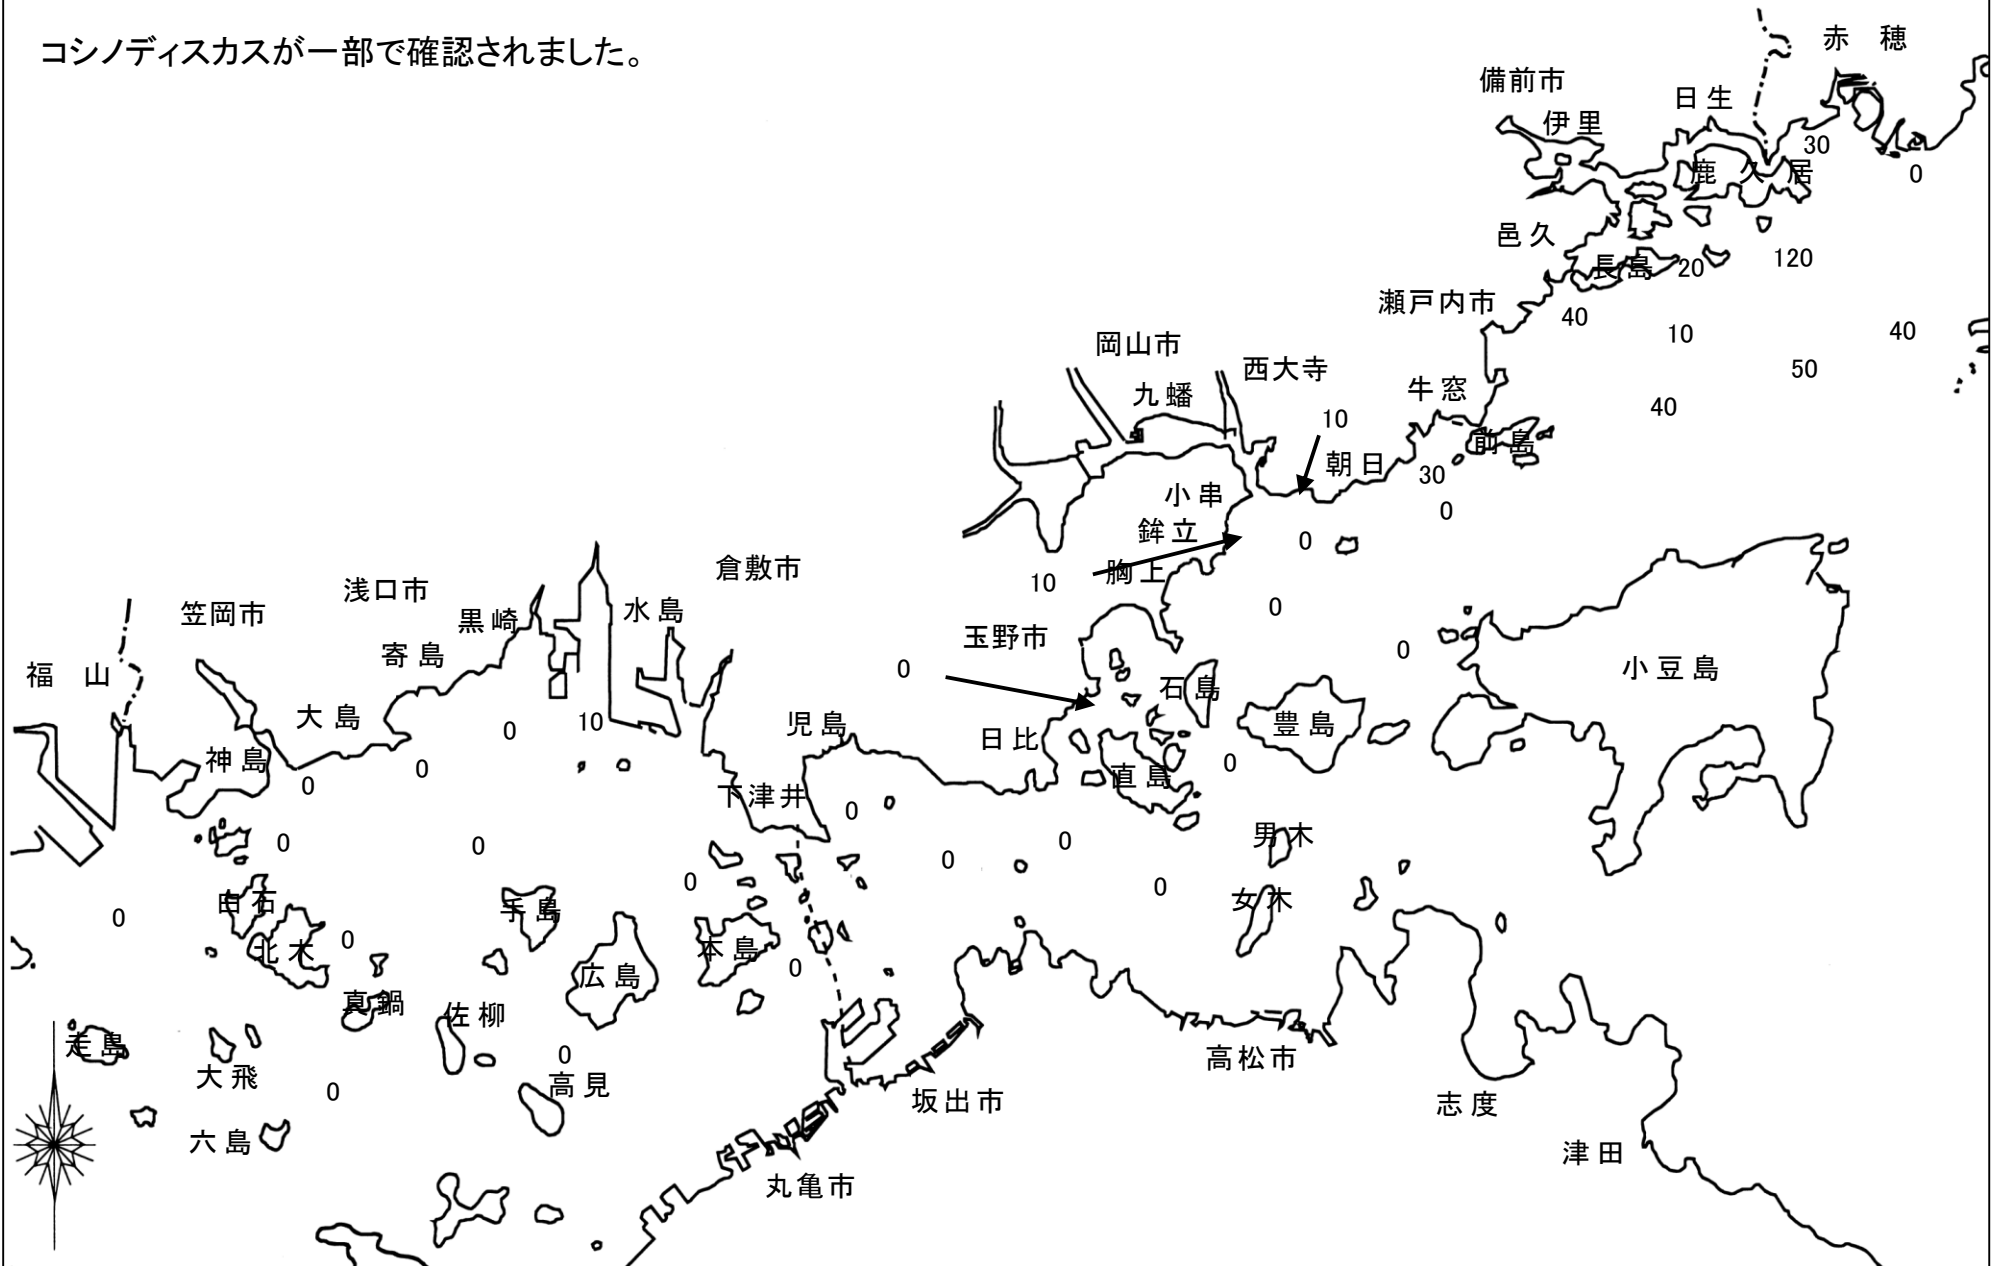 コシノディスカスが一部で確認されました。
赤 穂
備前市
日生
伊里
30
鹿久居
0
邑久
長島
20
120
瀬戸内市
40
10
40
岡山市
西大寺
50
九蟠
牛窓
10
40
前島
朝日
30
小串
0
鉾立
0
倉敷市
胸上
10
浅口市
0
笠岡市
黒崎
水島
玉野市
0
寄島
0
福 山
小豆島
石島
大島
0
10
児島
豊島
日比
神島
0
0
直島
0
下津井
0
0
0
0
男木
0
0
0
白石
手島
女木
0
0
北木
本島
広島
0
真鍋
佐柳
走島
0
高松市
大飛
高見
0
坂出市
志度
六島
津田
丸亀市